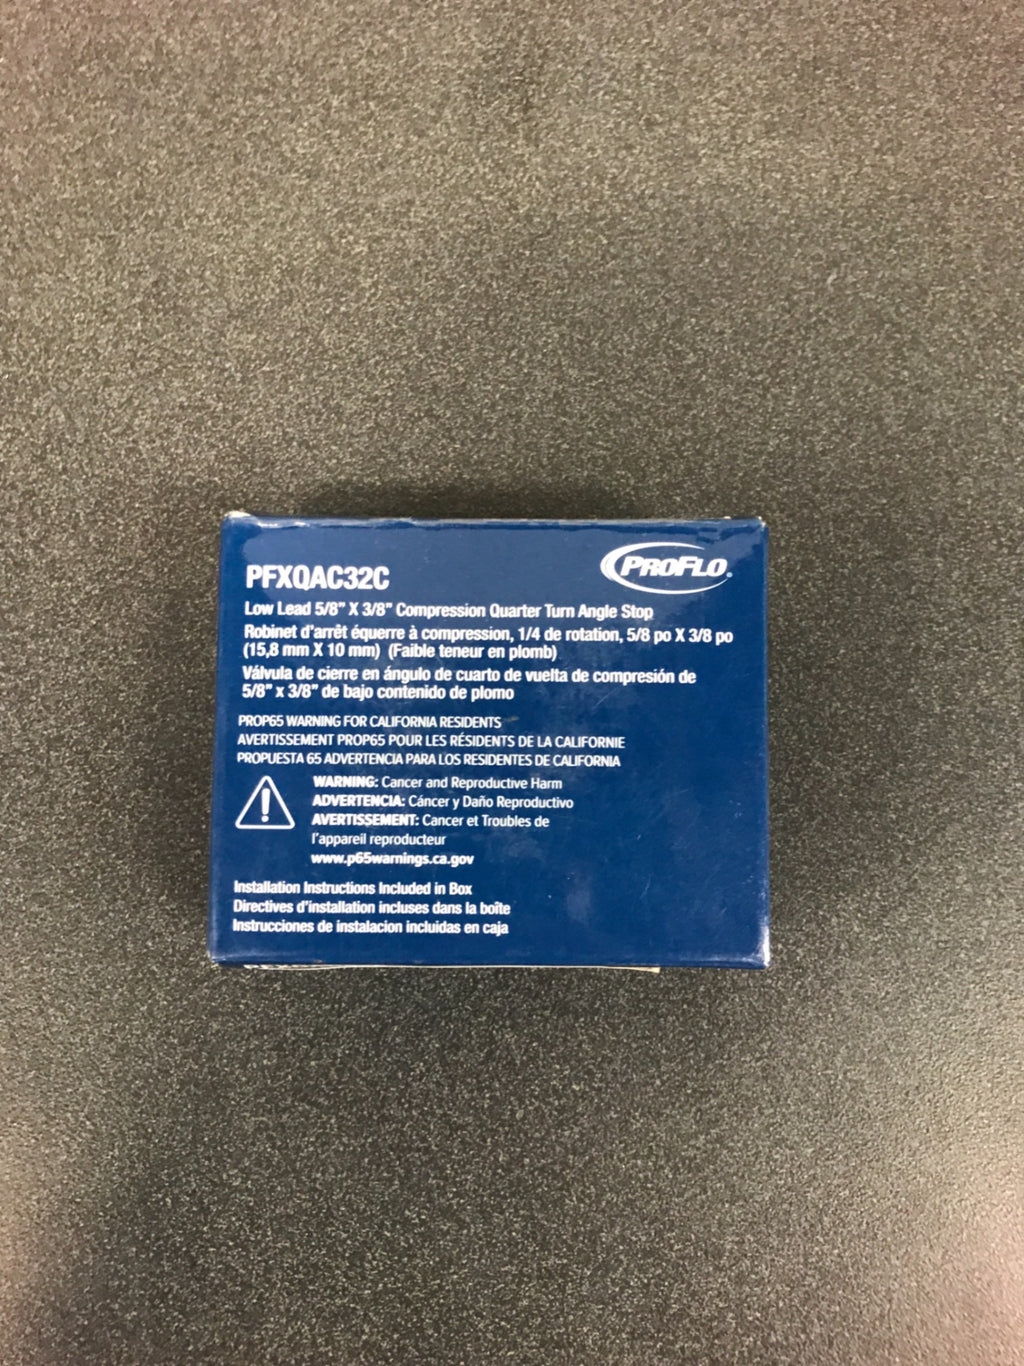 PFXQAC32C
PROFLO®
Low Lead 5/8" X 3/8" Compression Quarter Turn Angle Stop
Robinet d'arrêt équerre à compression, 1/4 de rotation, 5/8 po X 3/8 po
(15,8 mm X 10 mm) (Faible teneur en plomb)
Válvula de cierre en ángulo de cuarto de vuelta de compresión de
5/8" x 3/8" de bajo contenido de plomo
PROP65 WARNING FOR CALIFORNIA RESIDENTS
AVERTISSEMENT PROP65 POUR LES RÉSIDENTS DE LA CALIFORNIE
PROPUESTA 65 ADVERTENCIA PARA LOS RESIDENTES DE CALIFORNIA
WARNING: Cancer and Reproductive Harm
ADVERTENCIA: Cáncer y Daño Reproductivo
AVERTISSEMENT: Cancer et Troubles de
l'appareil reproducteur
www.p65warnings.ca.gov
Installation Instructions Included in Box
Directives d'installation incluses dans la boîte
Instrucciones de instalacion incluidas en caja